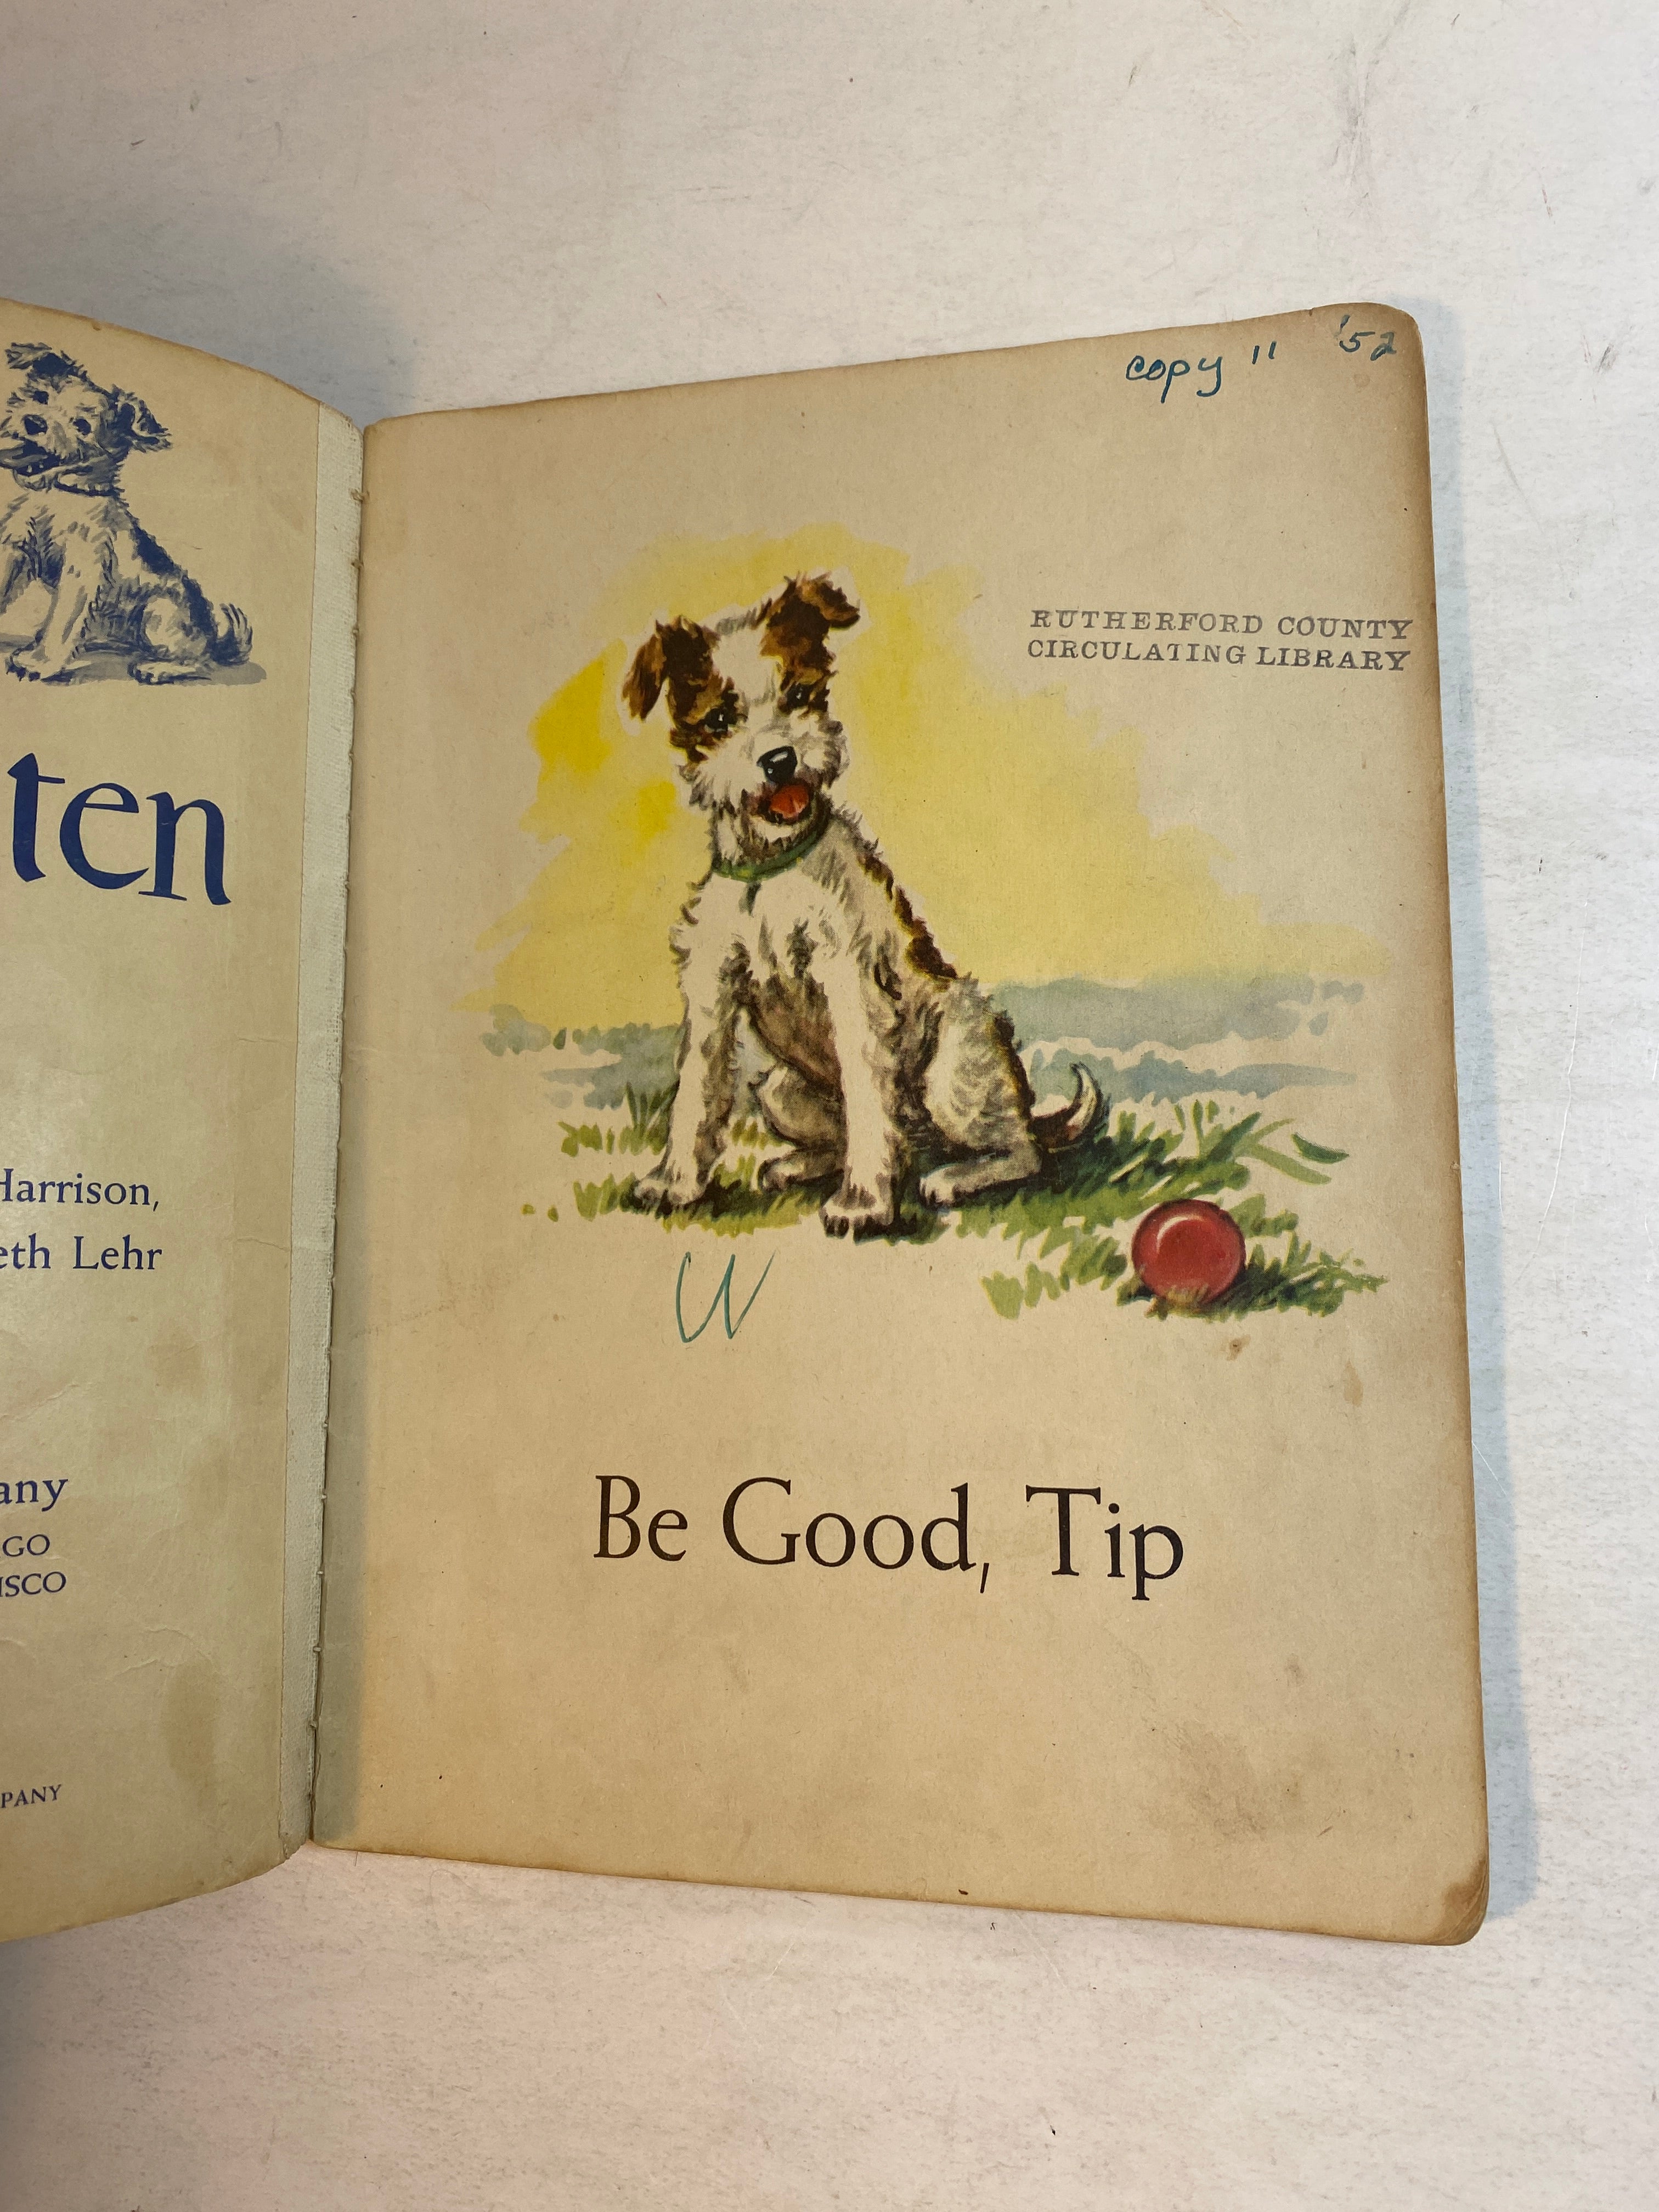 ten
Harrison,
eth Lehr
any
GO
ISCO
PANY
copy 11 '52
RUTHERFORD COUNTY
CIRCULATING LIBRARY
W
Be Good, Tip